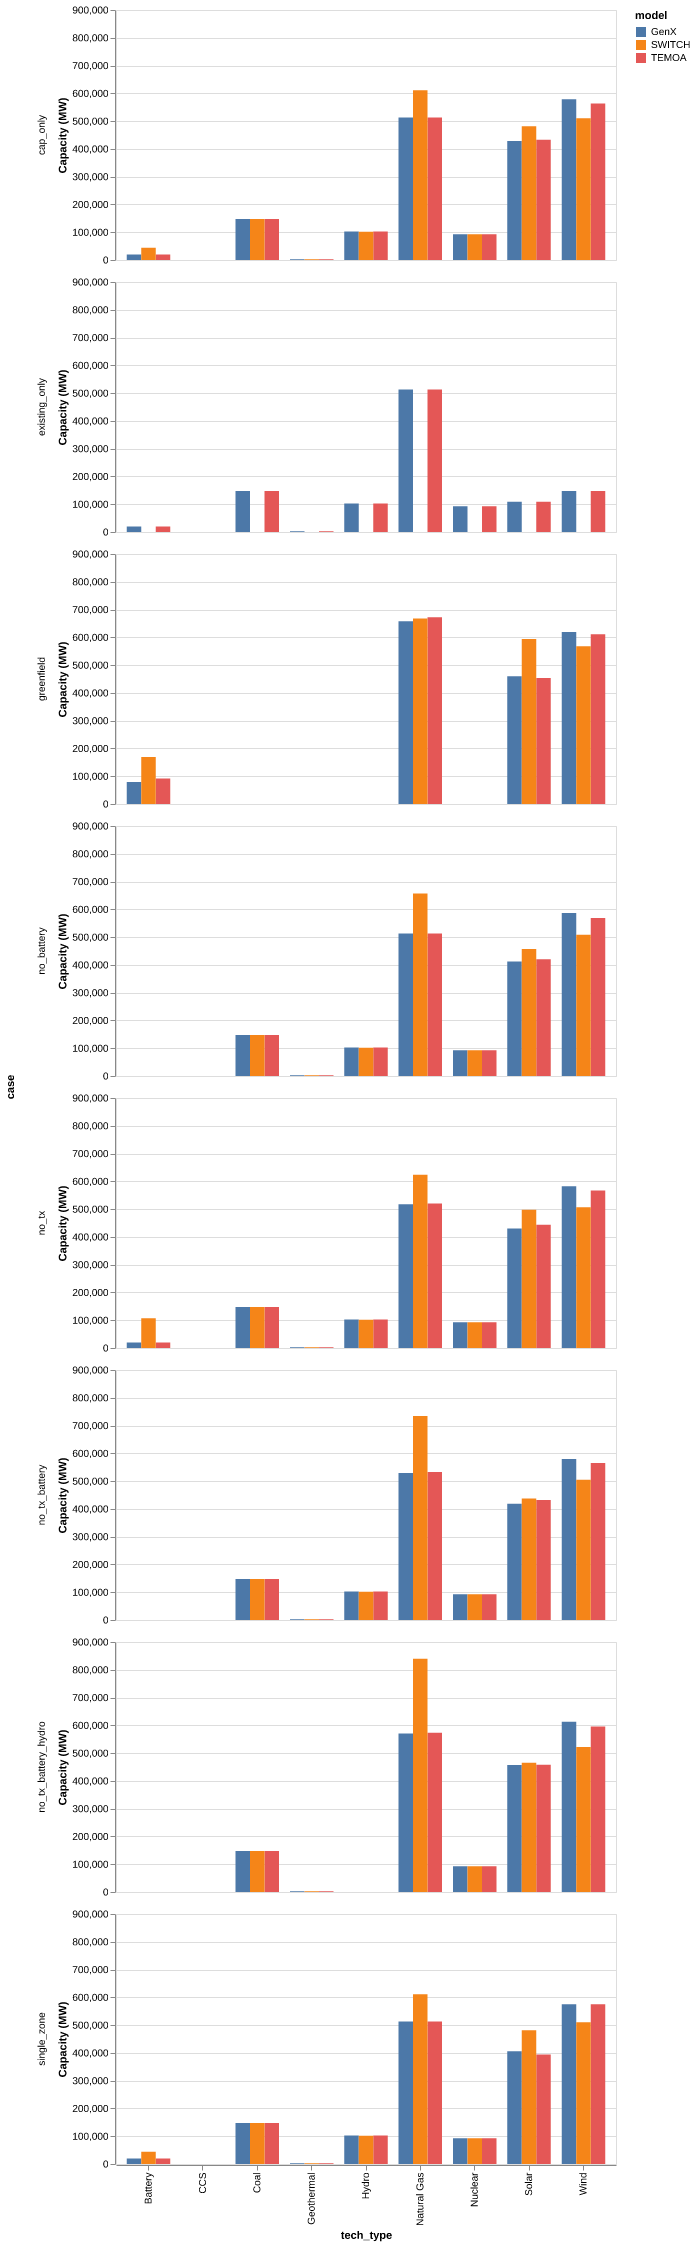 model
GenX
SWITCH
TEMOA
case
cap_only
Capacity (MW)
900,000
800,000
700,000
600,000
500,000
400,000
300,000
200,000
100,000
0
existing_only
Capacity (MW)
900,000
800,000
700,000
600,000
500,000
400,000
300,000
200,000
100,000
0
greenfield
Capacity (MW)
900,000
800,000
700,000
600,000
500,000
400,000
300,000
200,000
100,000
0
no_battery
Capacity (MW)
900,000
800,000
700,000
600,000
500,000
400,000
300,000
200,000
100,000
0
no_tx
Capacity (MW)
900,000
800,000
700,000
600,000
500,000
400,000
300,000
200,000
100,000
0
no_tx_battery
Capacity (MW)
900,000
800,000
700,000
600,000
500,000
400,000
300,000
200,000
100,000
0
no_tx_battery_hydro
Capacity (MW)
900,000
800,000
700,000
600,000
500,000
400,000
300,000
200,000
100,000
0
single_zone
Capacity (MW)
900,000
800,000
700,000
600,000
500,000
400,000
300,000
200,000
100,000
0
Battery
CCS
Coal
Geothermal
Hydro
Natural Gas
Nuclear
Solar
Wind
tech_type